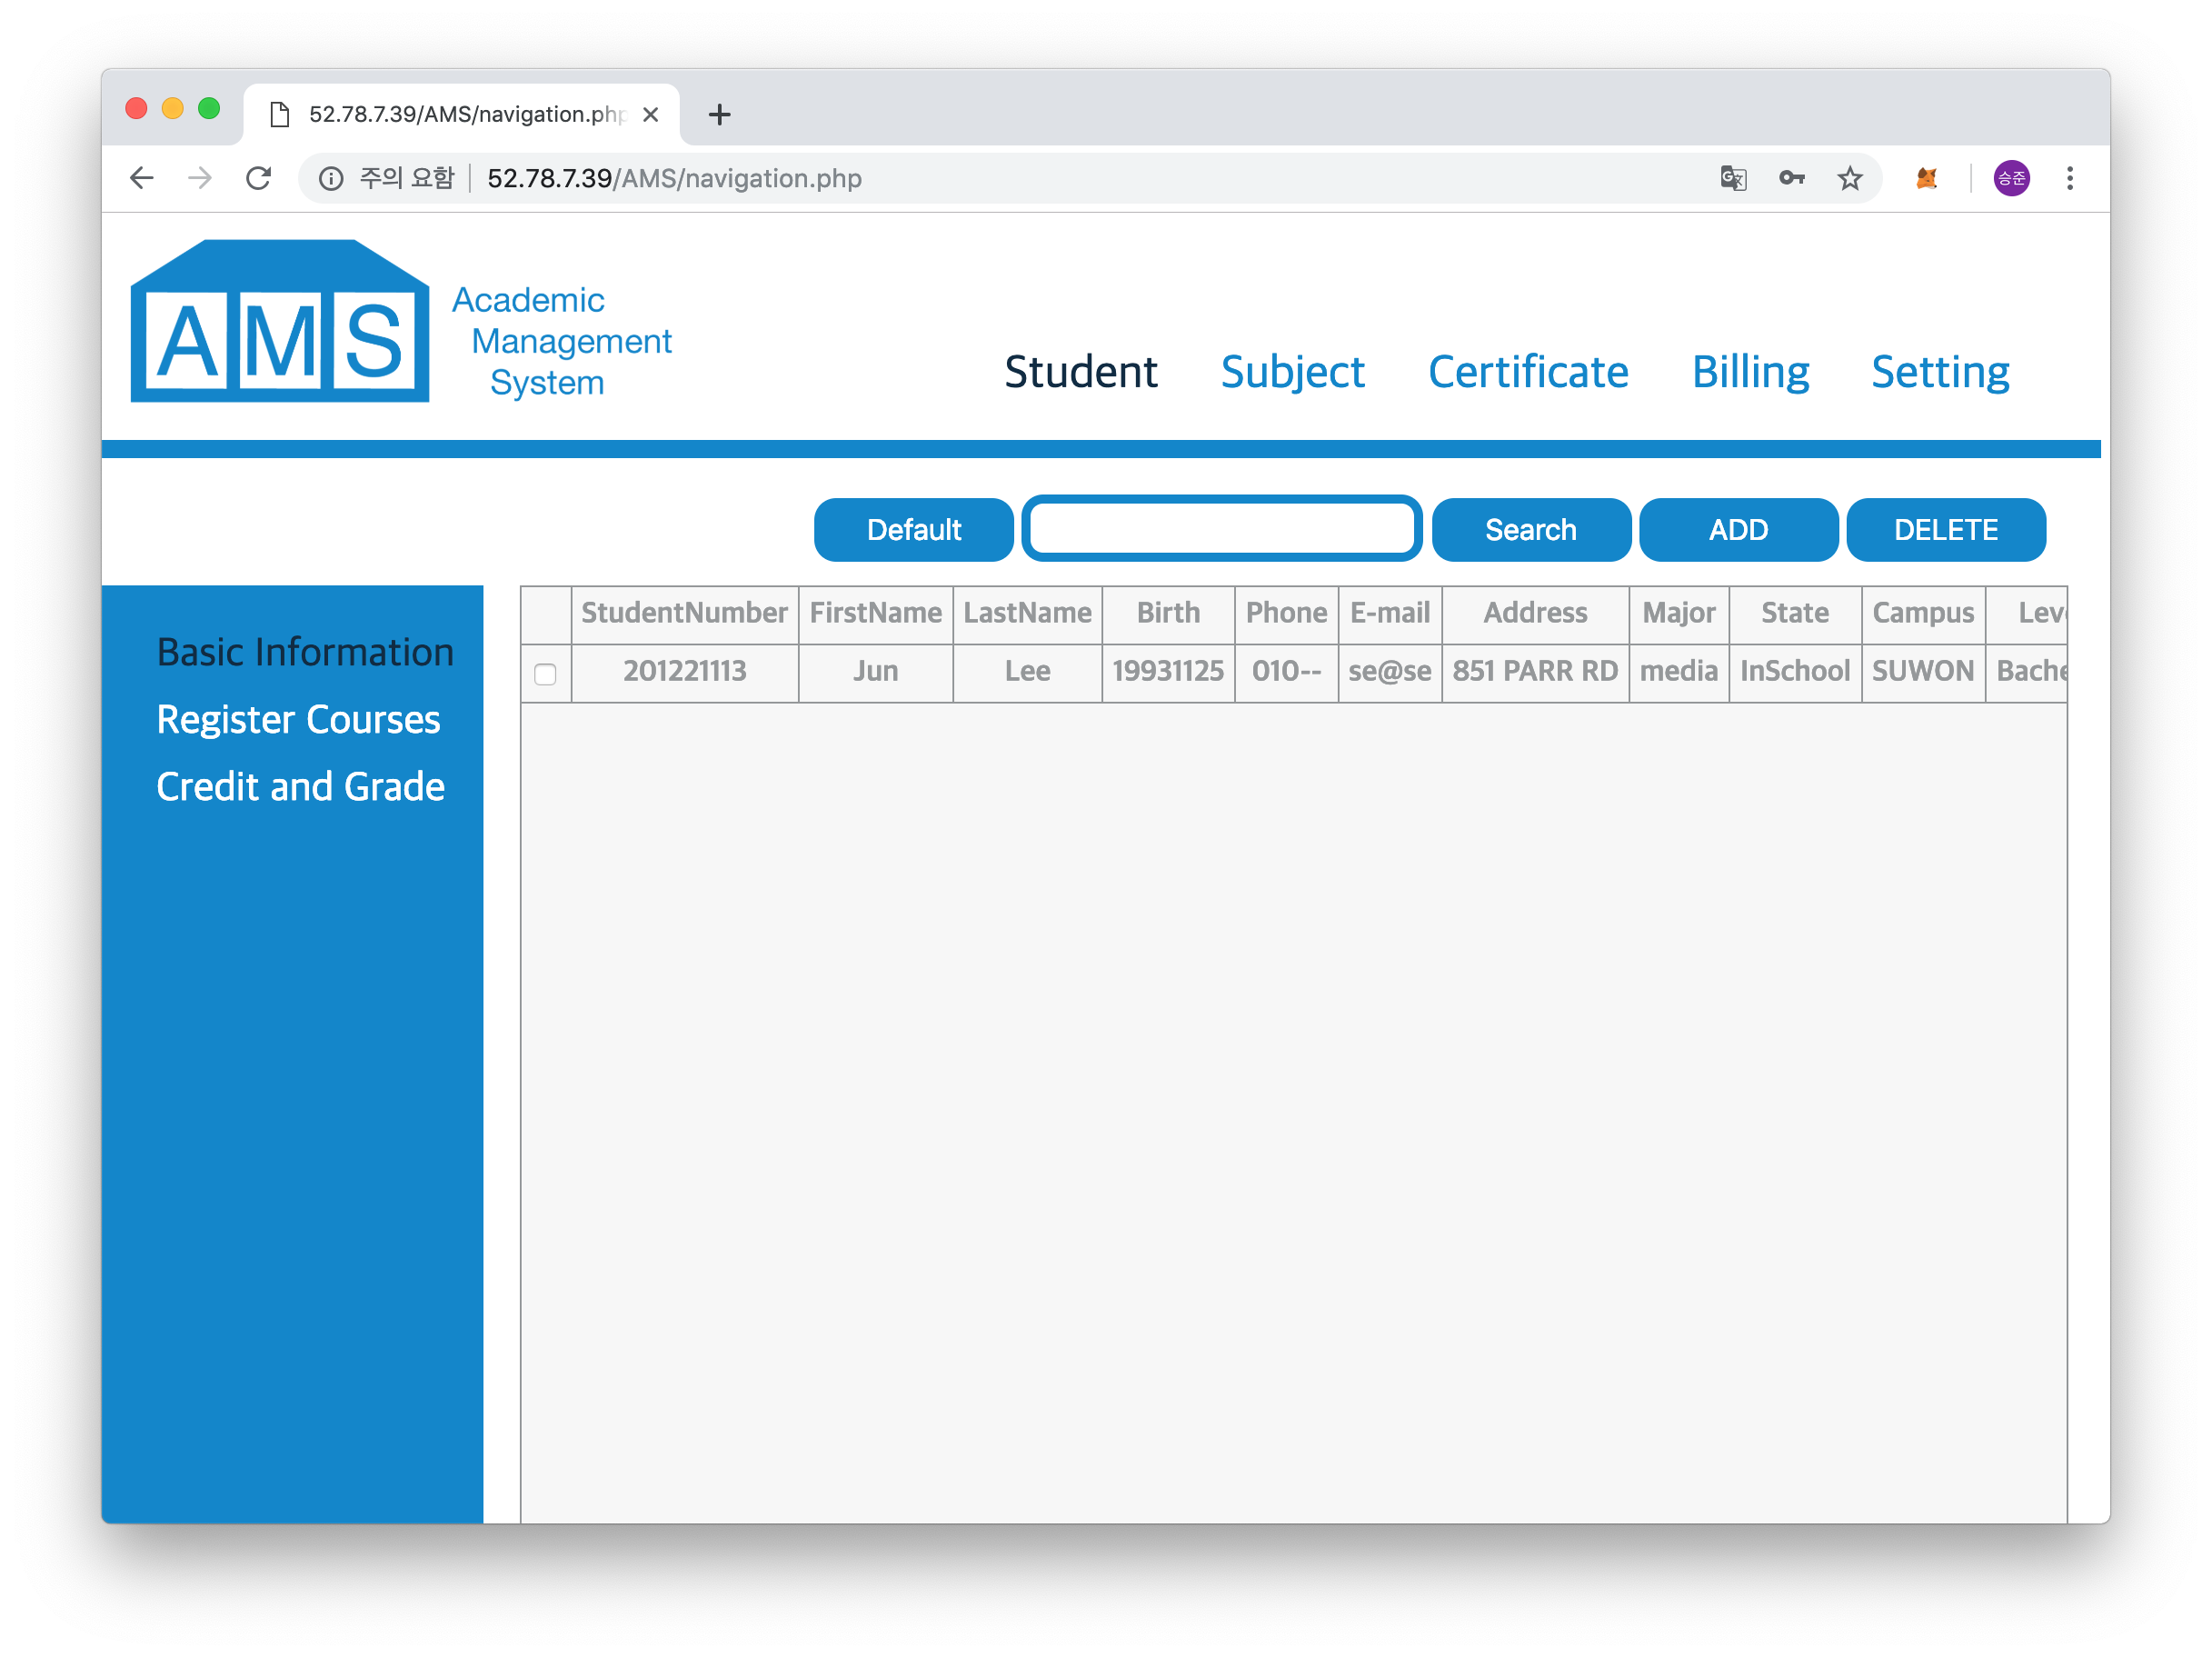 52.78.7.39/AMS/navigation.php
주의 요함 52.78.7.39/AMS/navigation.php 승준
AMS
Academic
Management
System
Student Subject Certificate Billing Setting
Default Search ADD DELETE
Basic Information
Register Courses
Credit and Grade
StudentNumber FirstName LastName Birth Phone E-mail Address Major State Campus Lev
201221113 Jun Lee 19931125 010-- se@se 851 PARR RD media InSchool SUWON Bache